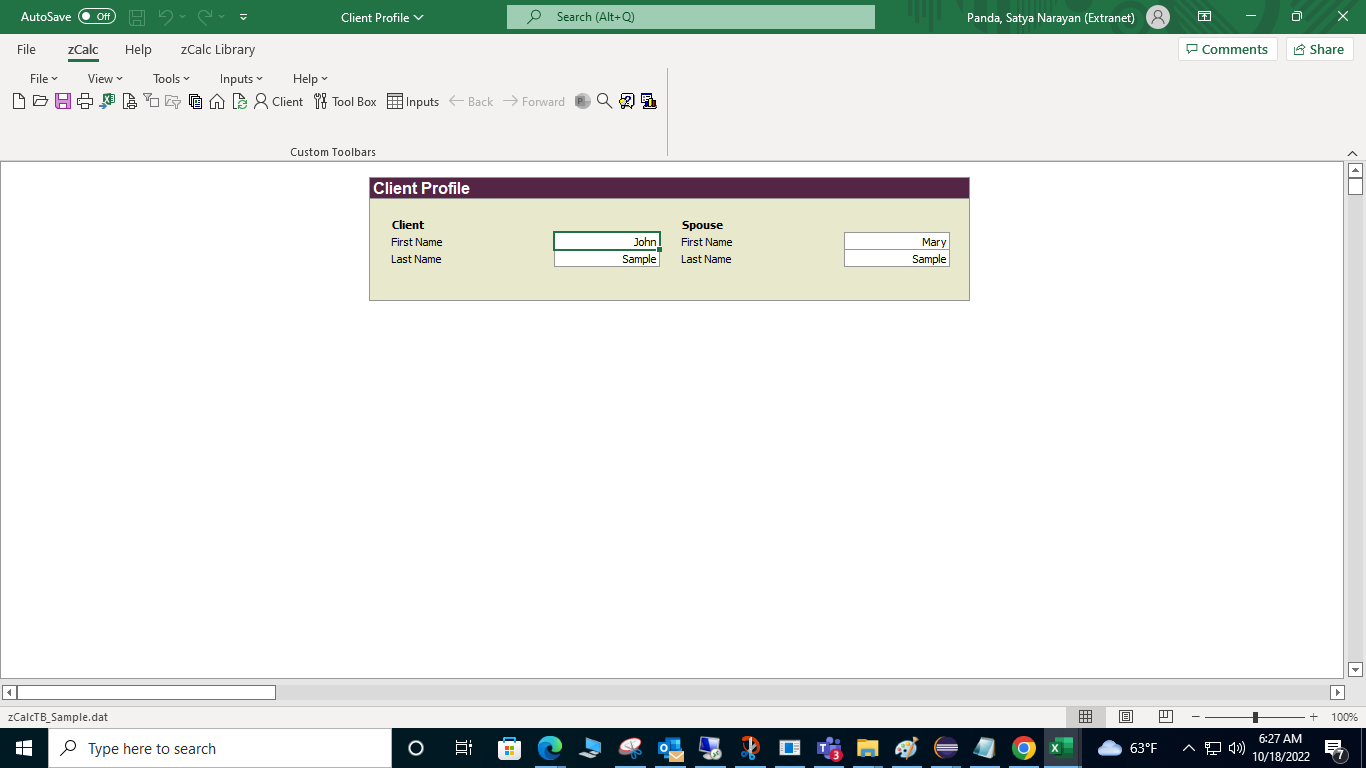 AutoSave Off Client Profile Search (Alt+Q) Panda, Satya Narayan (Extranet)
File zCalc Help zCalc Library Comments Share
File View Tools Inputs Help
Client Tool Box Inputs Back Forward
Custom Toolbars
Client Profile
Client Spouse
First Name John First Name Mary
Last Name Sample Last Name Sample
zCalcTB_Sample.dat 100%
Type here to search 3 63°F 6:27 AM
10/18/2022 7